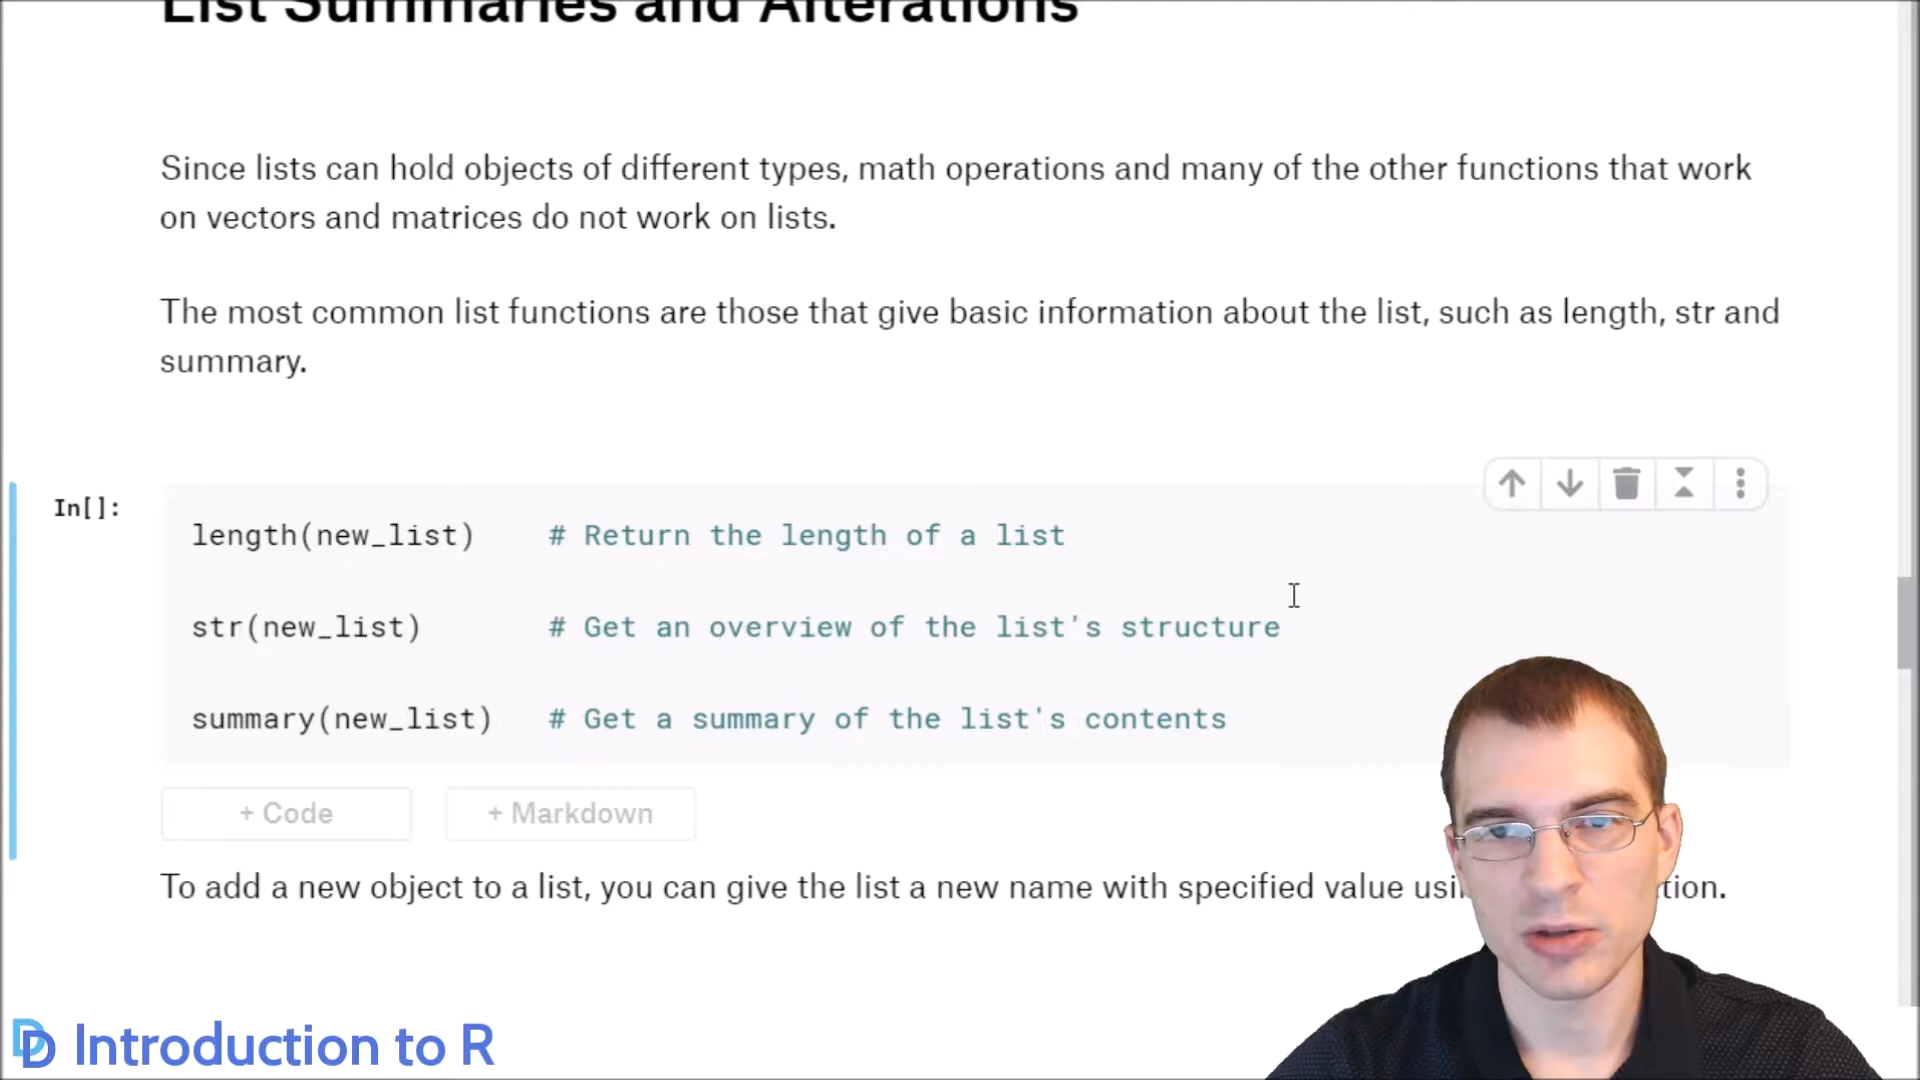 List Summaries and Alterations
Since lists can hold objects of different types, math operations and many of the other functions that work
on vectors and matrices do not work on lists.
The most common list functions are those that give basic information about the list, such as length, str and
summary.
In[]:
length(new_list)    # Return the length of a list
str(new_list)       # Get an overview of the list's structure
summary(new_list)   # Get a summary of the list's contents
+ Code
+ Markdown
To add a new object to a list, you can give the list a new name with specified value
Introduction to R